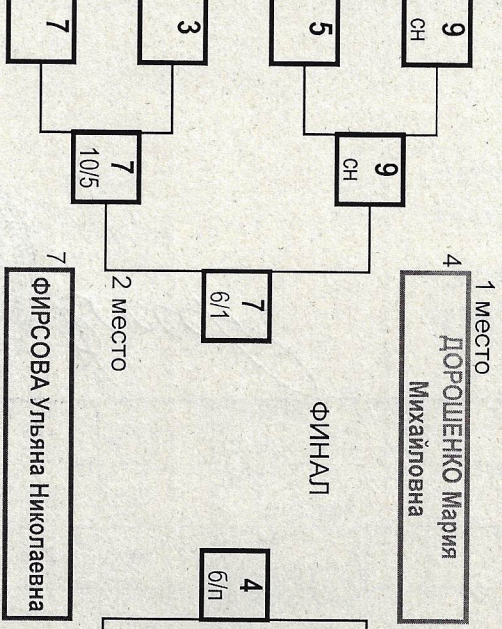 9
сн
5
3
7
9
сн
7
10/5
7
6/1
1 место
4
ДОРОШЕНКО Мария
Михайловна
ФИНАЛ
2 место
7
ФИРСОВА Ульяна Николаевна
4
б/п